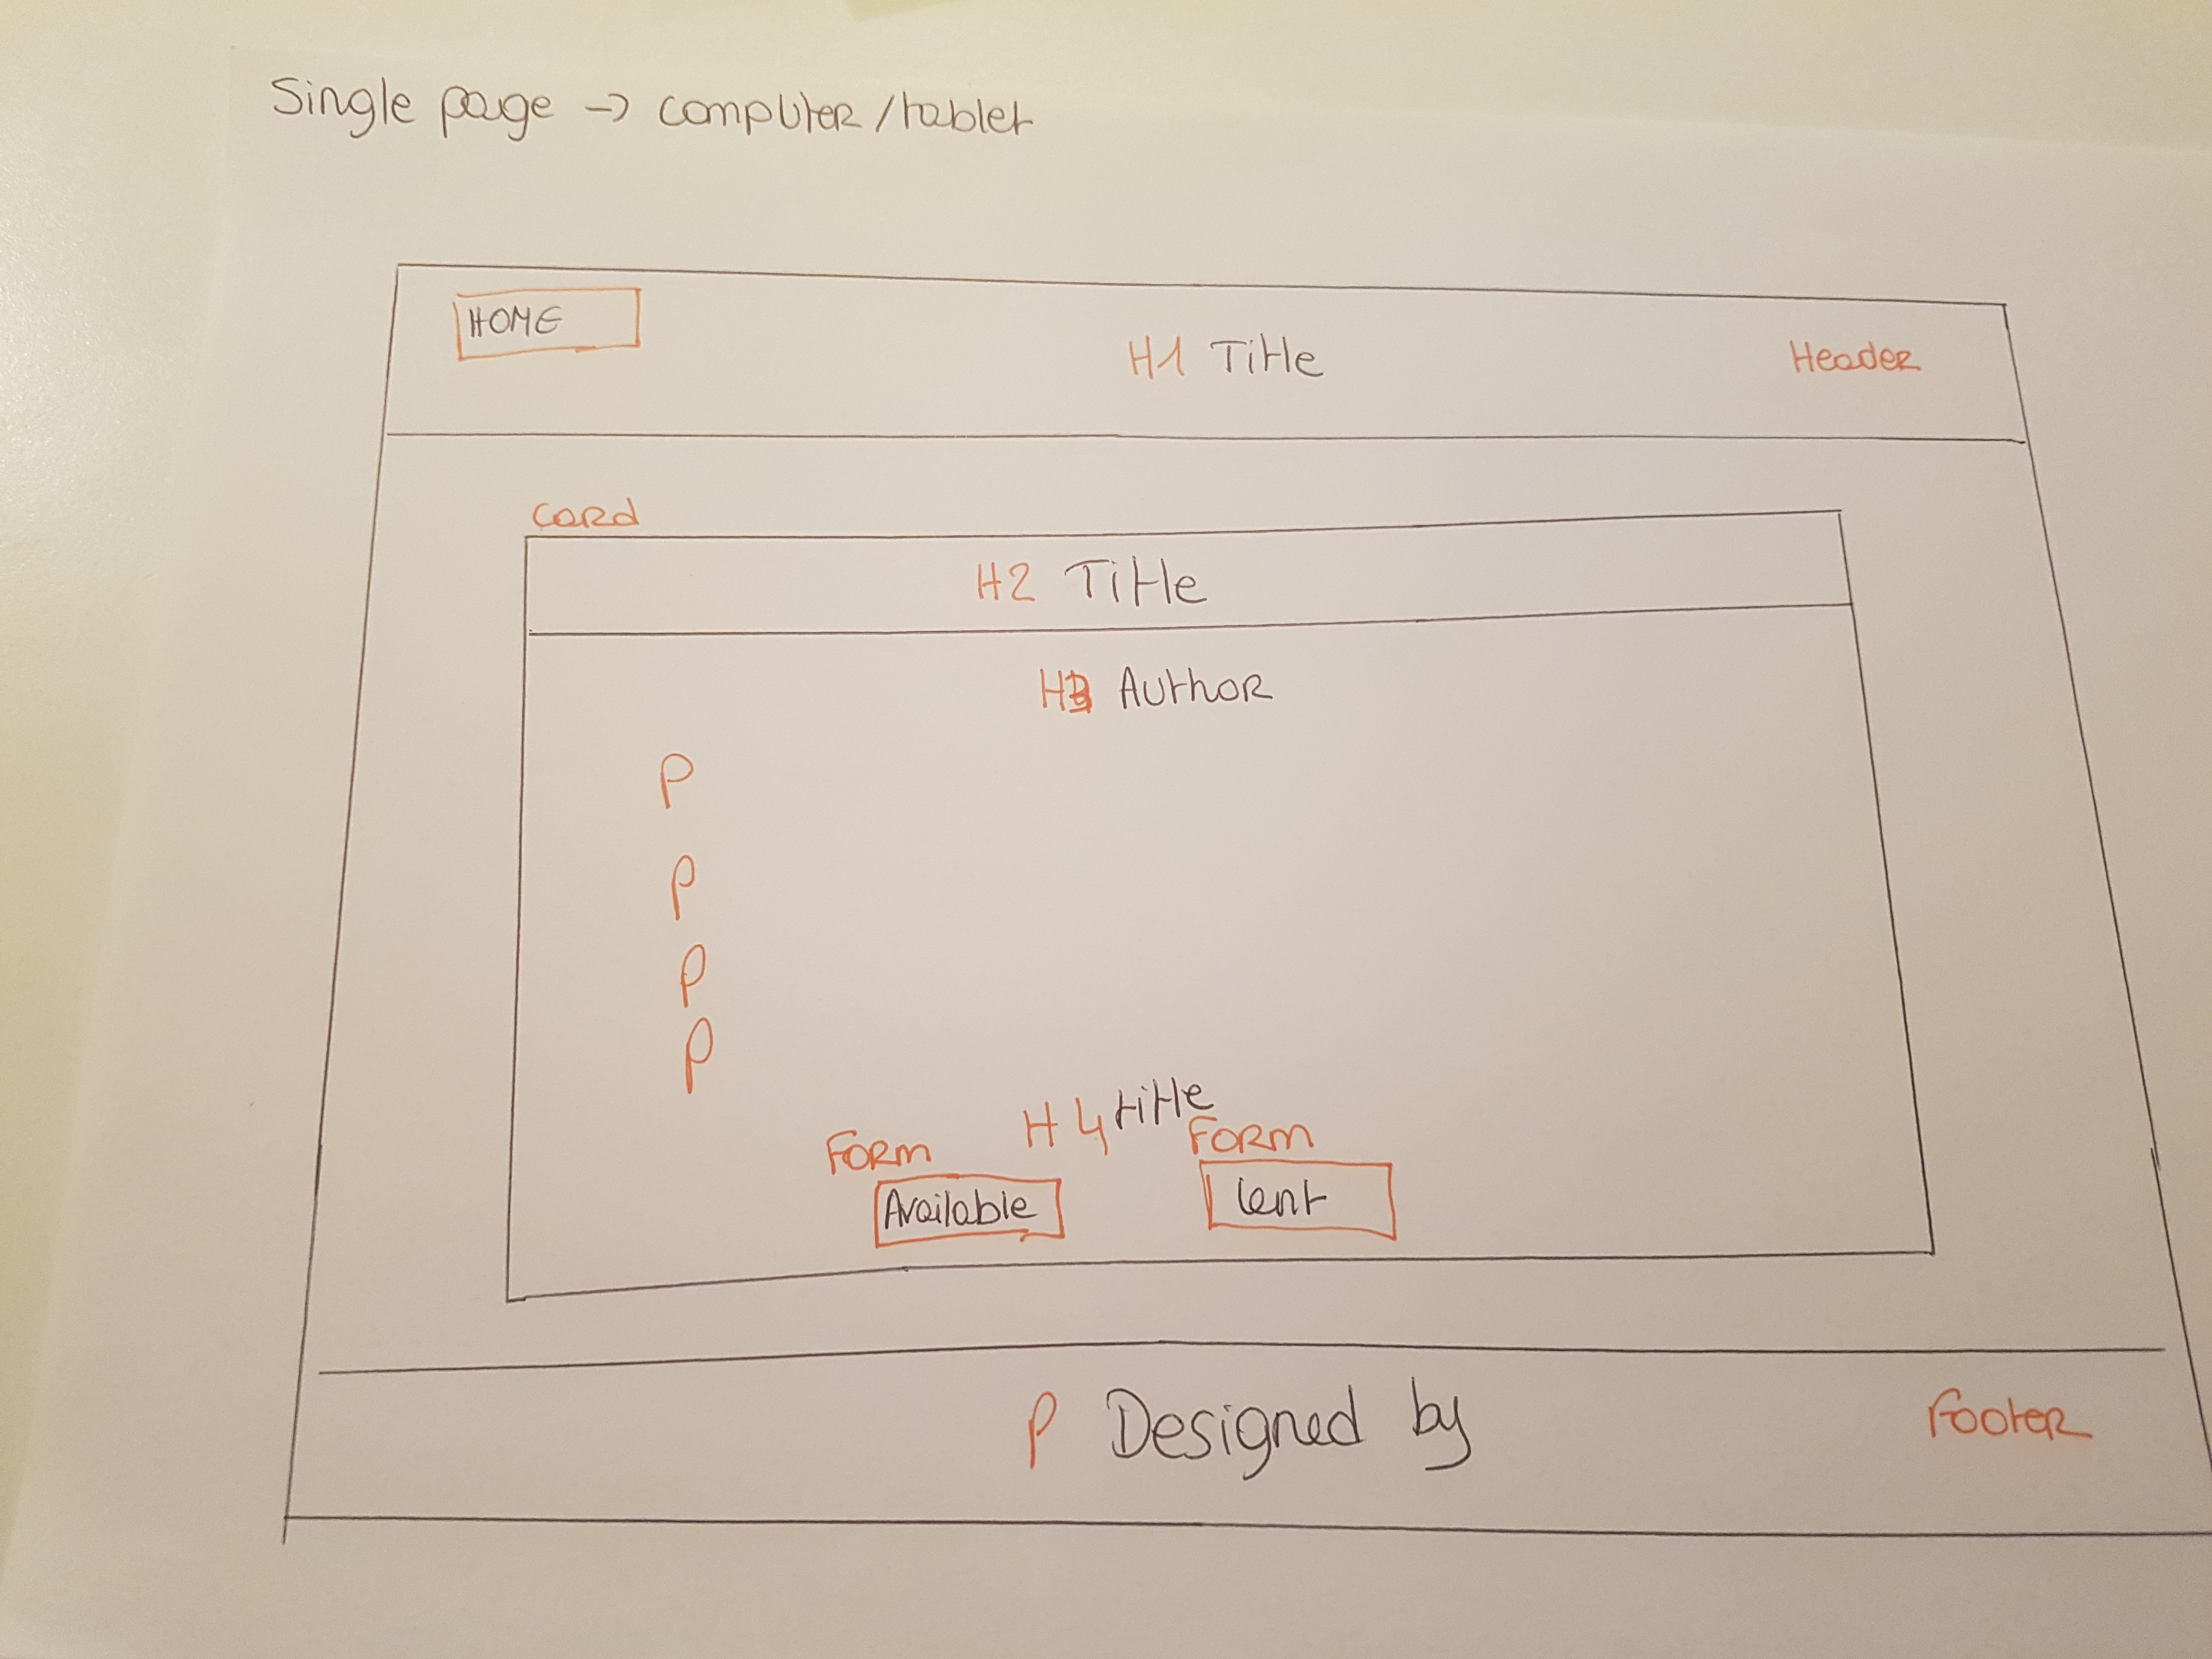 Single page → computer/tablet
HOME
H1 Title
Header
Card
H2 Title
H3 Author
P
P
P
P
H4 title
Form
Form
Available
lent
P Designed by
Footer